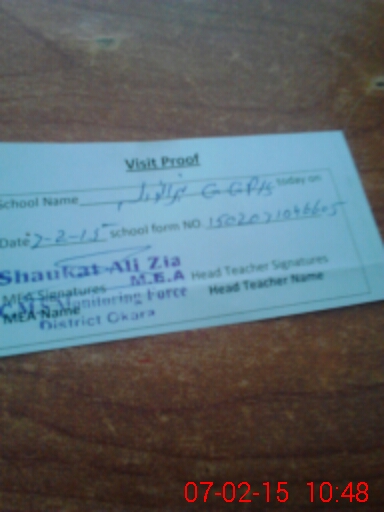 Visit Proof
School Name GGPS today on
Date 7-2-15 school form NO.
Shaukat Ali Zia
M.E.A Head Teacher Signatures
MEA Signatures
Monitoring Force Head Teacher Name
MEA Name
District Okara
07-02-15 10:48